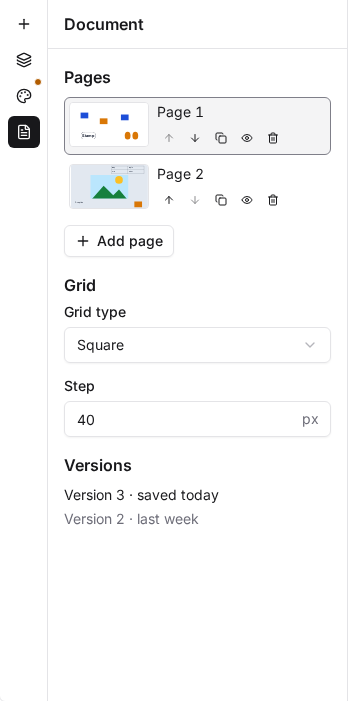 Document
Pages
Page 1
Page 2
Add page
Grid
Grid type
Square
Step
40 px
Versions
Version 3 · saved today
Version 2 · last week